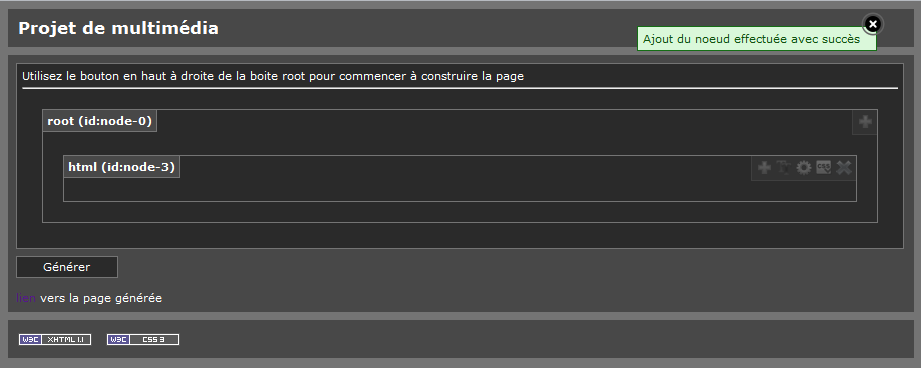 Projet de multimédia
Ajout du noeud effectuée avec succès
Utilisez le bouton en haut à droite de la boite root pour commencer à construire la page
root (id:node-0)
html (id:node-3)
Générer
lien vers la page générée
W3C XHTML 1.1
W3C CSS 3